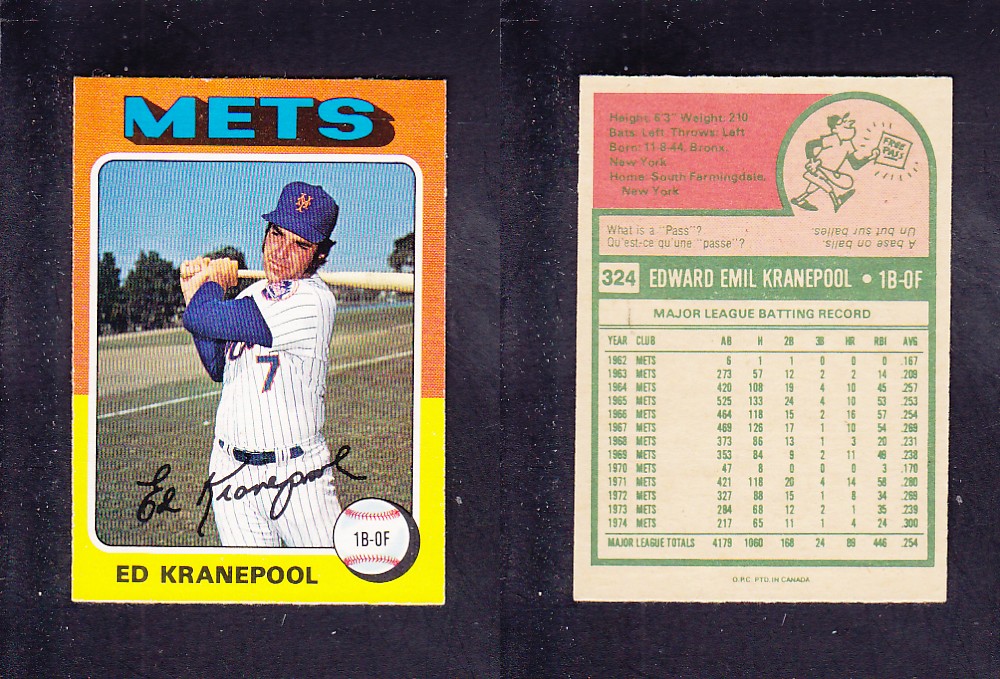 METS
7
Ed Kranepool
1B-OF
ED KRANEPOOL
Height: 6'3" Weight: 210
Bats: Left. Throws: Left
Born: 11-8-44, Bronx,
New York
Home: South Farmingdale,
New York
FREE
PASS
What is a "Pass"?
Qu'est-ce qu'une "passe"?
A base on balls.
Un but sur balles.
324 EDWARD EMIL KRANEPOOL • 1B-OF
MAJOR LEAGUE BATTING RECORD
YEAR CLUB AB H 2B 3B HR RBI AVG
1962 METS 6 1 1 0 0 0 .167
1963 METS 273 57 12 2 2 14 .209
1964 METS 420 108 19 4 10 45 .257
1965 METS 525 133 24 4 10 53 .253
1966 METS 464 118 15 2 16 57 .254
1967 METS 469 126 17 1 10 54 .269
1968 METS 373 86 13 1 3 20 .231
1969 METS 353 84 9 2 11 49 .238
1970 METS 47 8 0 0 0 3 .170
1971 METS 421 118 20 4 14 58 .280
1972 METS 327 88 15 1 8 34 .269
1973 METS 284 68 12 2 1 35 .239
1974 METS 217 65 11 1 4 24 .300
MAJOR LEAGUE TOTALS 4179 1060 168 24 89 446 .254
O.P.C. PTD. IN CANADA